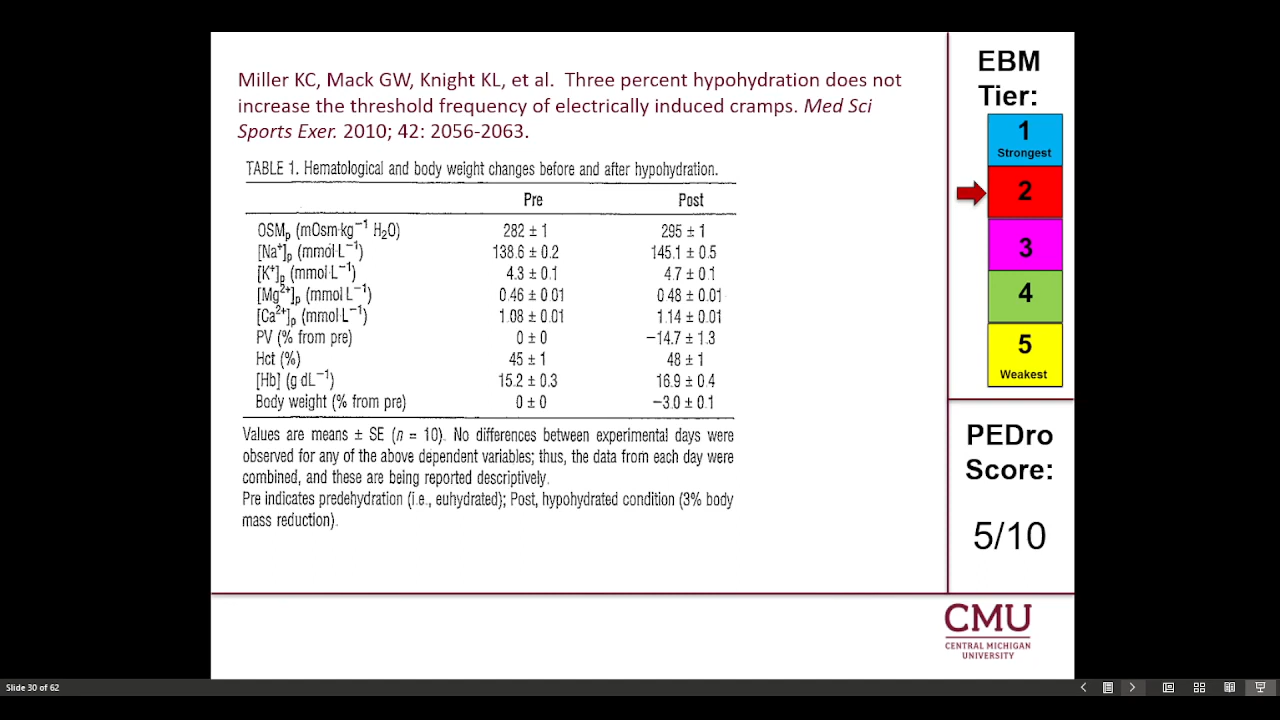 Miller KC, Mack GW, Knight KL, et al. Three percent hypohydration does not
increase the threshold frequency of electrically induced cramps. Med Sci
Sports Exer. 2010; 42: 2056-2063.
TABLE 1. Hematological and body weight changes before and after hypohydration.
Pre Post
OSMp (mOsm·kg⁻¹ H₂O) 282 ± 1 295 ± 1
[Na⁺]p (mmol·L⁻¹) 138.6 ± 0.2 145.1 ± 0.5
[K⁺]p (mmol·L⁻¹) 4.3 ± 0.1 4.7 ± 0.1
[Mg²⁺]p (mmol L⁻¹) 0.46 ± 0 01 0 48 ± 0.01
[Ca²⁺]p (mmol·L⁻¹) 1.08 ± 0.01 1.14 ± 0.01
PV (% from pre) 0 ± 0 −14.7 ± 1.3
Hct (%) 45 ± 1 48 ± 1
[Hb] (g dL⁻¹) 15.2 ± 0.3 16.9 ± 0.4
Body weight (% from pre) 0 ± 0 −3.0 ± 0.1
Values are means ± SE (n = 10). No differences between experimental days were
observed for any of the above dependent variables; thus, the data from each day were
combined, and these are being reported descriptively.
Pre indicates predehydration (i.e., euhydrated); Post, hypohydrated condition (3% body
mass reduction).
EBM
Tier:
1
Strongest
2
3
4
5
Weakest
PEDro
Score:
5/10
CMU
CENTRAL MICHIGAN
UNIVERSITY
Slide 30 of 62